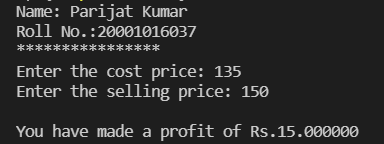 Name: Parijat Kumar
Roll No.:20001016037
****************
Enter the cost price: 135
Enter the selling price: 150
You have made a profit of Rs.15.000000